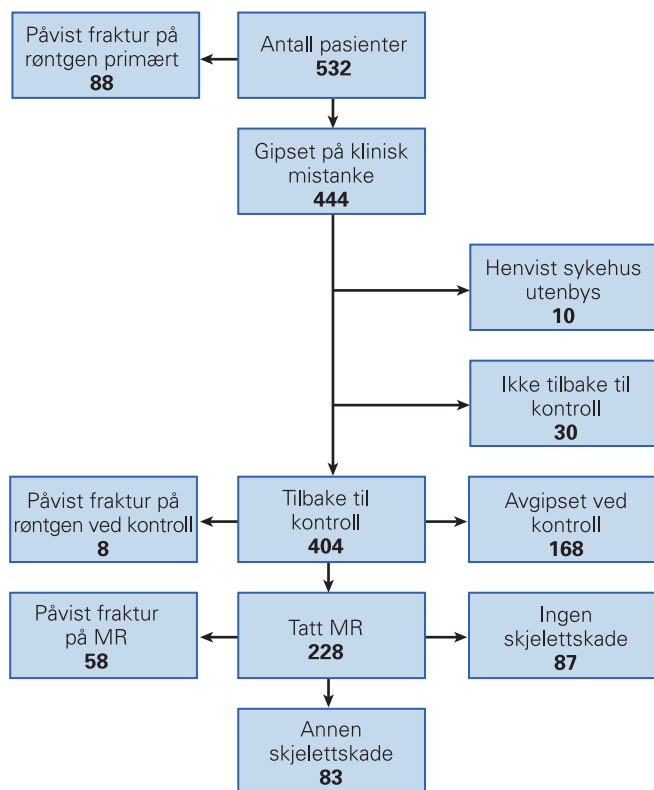 Påvist fraktur på
røntgen primært
88
Antall pasienter
532
Gipset på klinisk
mistanke
444
Henvist sykehus
utenbys
10
Ikke tilbake til
kontroll
30
Påvist fraktur på
røntgen ved kontroll
8
Tilbake til
kontroll
404
Avgipset ved
kontroll
168
Påvist fraktur
på MR
58
Tatt MR
228
Ingen
skjelettskade
87
Annen
skjelettskade
83